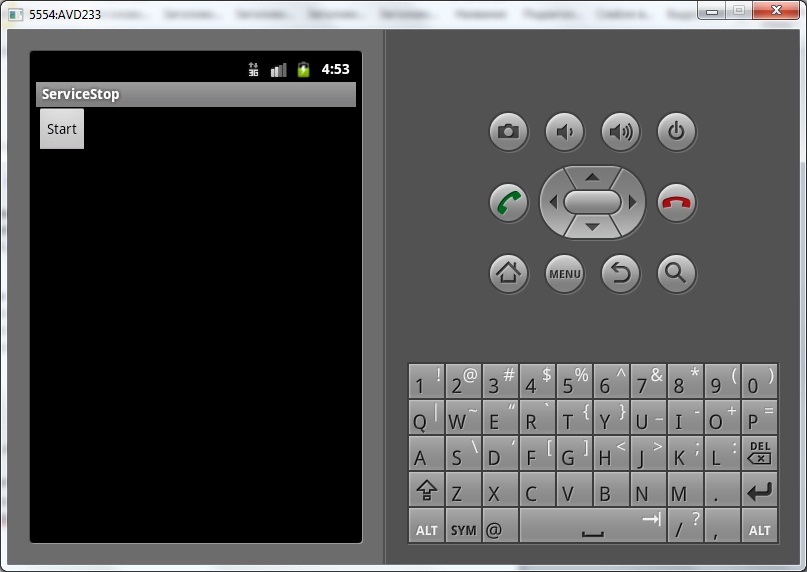 5554:AVD233
3G 4:53
ServiceStop
Start
MENU
1 ! 2 @ 3 # 4 $ 5 % 6 ^ 7 & 8 * 9 ( 0 )
Q | W ~ E “ R ` T { Y } U _ I - O + P =
A S \ D ‘ F [ G ] H < J > K ; L : DEL
Z X C V B N M .
ALT SYM @ / ? , ALT